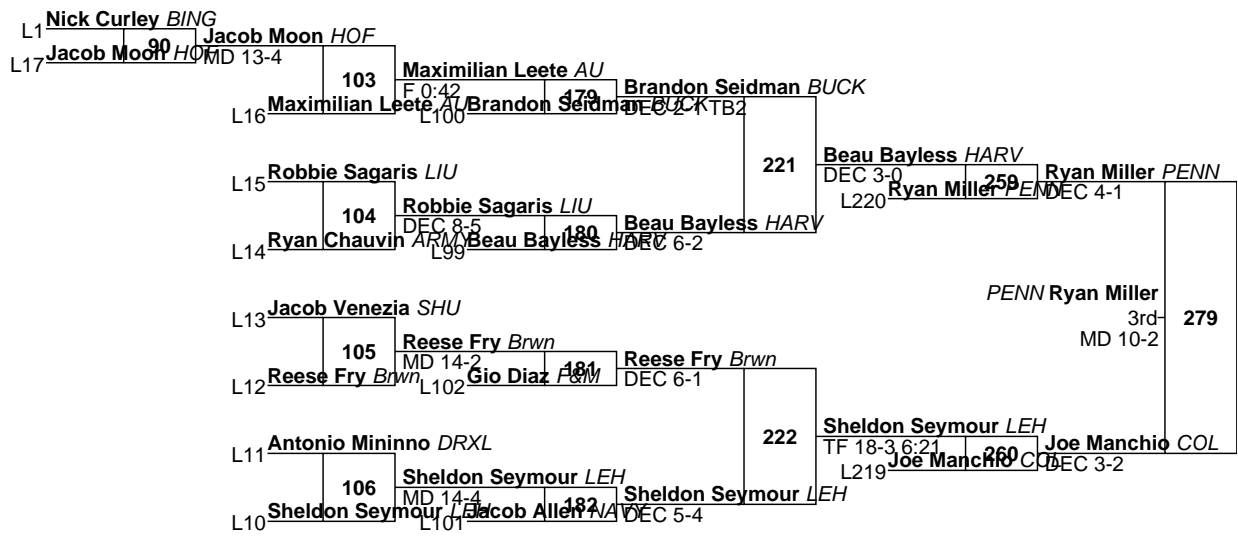 L1 Nick Curley BING
90
L17 Jacob Moon HOF
Jacob Moon HOF
MD 13-4
103
L16 Maximilian Leete AU
Maximilian Leete AU
F 0:42
179
L100 Brandon Seidman BUCK
Brandon Seidman BUCK
DEC 2-1 TB2
221
L15 Robbie Sagaris LIU
104
L14 Ryan Chauvin ARMY
Robbie Sagaris LIU
DEC 8-5
180
L99 Beau Bayless HARV
Beau Bayless HARV
DEC 6-2
Beau Bayless HARV
DEC 3-0
259
L220 Ryan Miller PENN
Ryan Miller PENN
DEC 4-1
L13 Jacob Venezia SHU
105
L12 Reese Fry Brwn
Reese Fry Brwn
MD 14-2
181
L102 Gio Diaz F&M
Reese Fry Brwn
DEC 6-1
222
L11 Antonio Mininno DRXL
106
L10 Sheldon Seymour LEH
Sheldon Seymour LEH
MD 14-4
182
L101 Jacob Allen NAVY
Sheldon Seymour LEH
DEC 5-4
Sheldon Seymour LEH
TF 18-3 6:21
260
L219 Joe Manchio COL
Joe Manchio COL
DEC 3-2
PENN Ryan Miller
3rd
MD 10-2
279